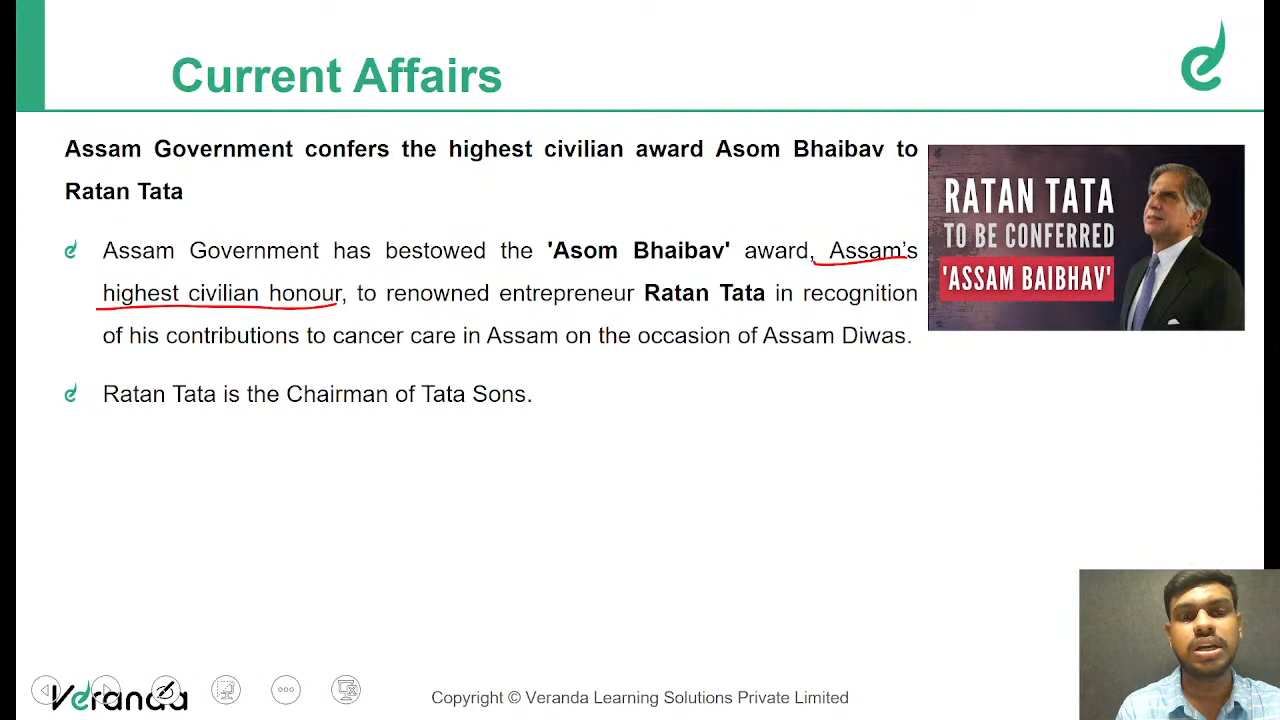 Current Affairs
Assam Government confers the highest civilian award Asom Bhaibav to
Ratan Tata
Assam Government has bestowed the 'Asom Bhaibav' award, Assam's
highest civilian honour, to renowned entrepreneur Ratan Tata in recognition
of his contributions to cancer care in Assam on the occasion of Assam Diwas.
Ratan Tata is the Chairman of Tata Sons.
RATAN TATA
TO BE CONFERRED
'ASSAM BAIBHAV'
Veranda
Copyright © Veranda Learning Solutions Private Limited